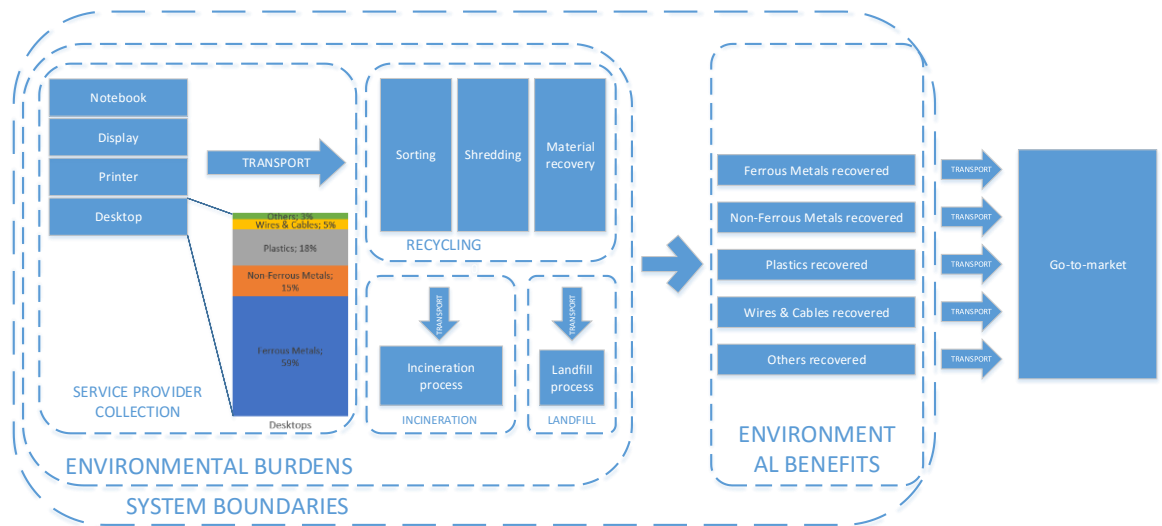 Notebook
Display
Printer
Desktop
TRANSPORT
Others; 3%
Wires & Cables; 5%
Plastics; 18%
Non-Ferrous Metals;
15%
Ferrous Metals;
59%
Desktops
SERVICE PROVIDER
COLLECTION
Sorting
Shredding
Material
recovery
RECYCLING
TRANSPORT
Incineration
process
INCINERATION
TRANSPORT
Landfill
process
LANDFILL
ENVIRONMENTAL BURDENS
SYSTEM BOUNDARIES
Ferrous Metals recovered
Non-Ferrous Metals recovered
Plastics recovered
Wires & Cables recovered
Others recovered
ENVIRONMENT
AL BENEFITS
TRANSPORT
TRANSPORT
TRANSPORT
TRANSPORT
TRANSPORT
Go-to-market